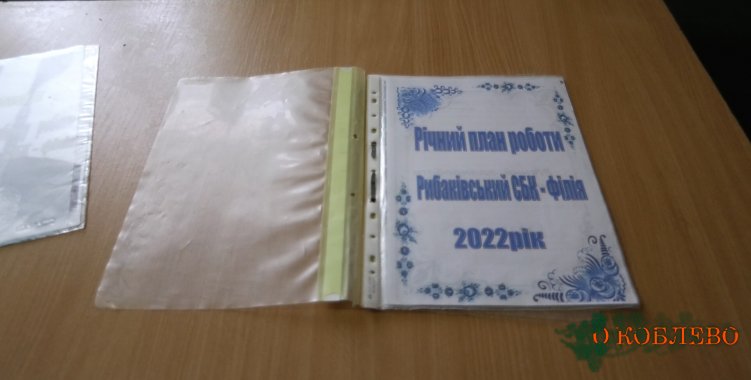 Річний план роботи
Рибаківський СБК - Філія
2022рік
О КОБЛЕВО